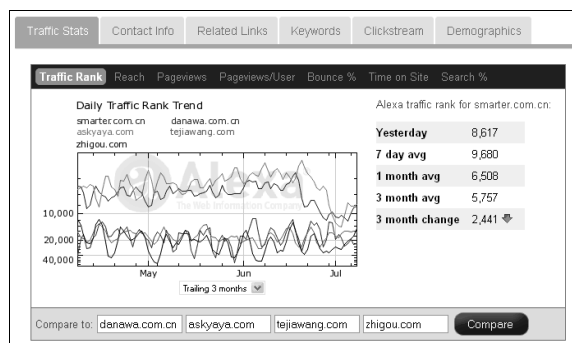 Traffic Stats Contact Info Related Links Keywords Clickstream Demographics
Traffic Rank Reach Pageviews Pageviews/User Bounce % Time on Site Search %
Daily Traffic Rank Trend
smarter.com.cn danawa.com.cn
askyaya.com tejiawang.com
zhigou.com
Alexa
The Web Information Company
10,000
20,000
40,000
May Jun Jul
Trailing 3 months
Alexa traffic rank for smarter.com.cn:
Yesterday 8,617
7 day avg 9,680
1 month avg 6,508
3 month avg 5,757
3 month change 2,441
Compare to: danawa.com.cn askyaya.com tejiawang.com zhigou.com Compare